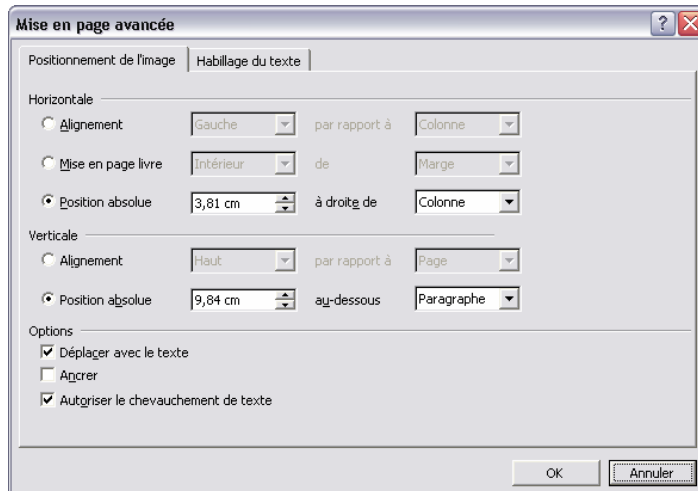 Mise en page avancée
Positionnement de l'image Habillage du texte
Horizontale
Alignement Gauche par rapport à Colonne
Mise en page livre Intérieur de Marge
Position absolue 3,81 cm à droite de Colonne
Verticale
Alignement Haut par rapport à Page
Position absolue 9,84 cm au-dessous Paragraphe
Options
Déplacer avec le texte
Ancrer
Autoriser le chevauchement de texte
OK Annuler